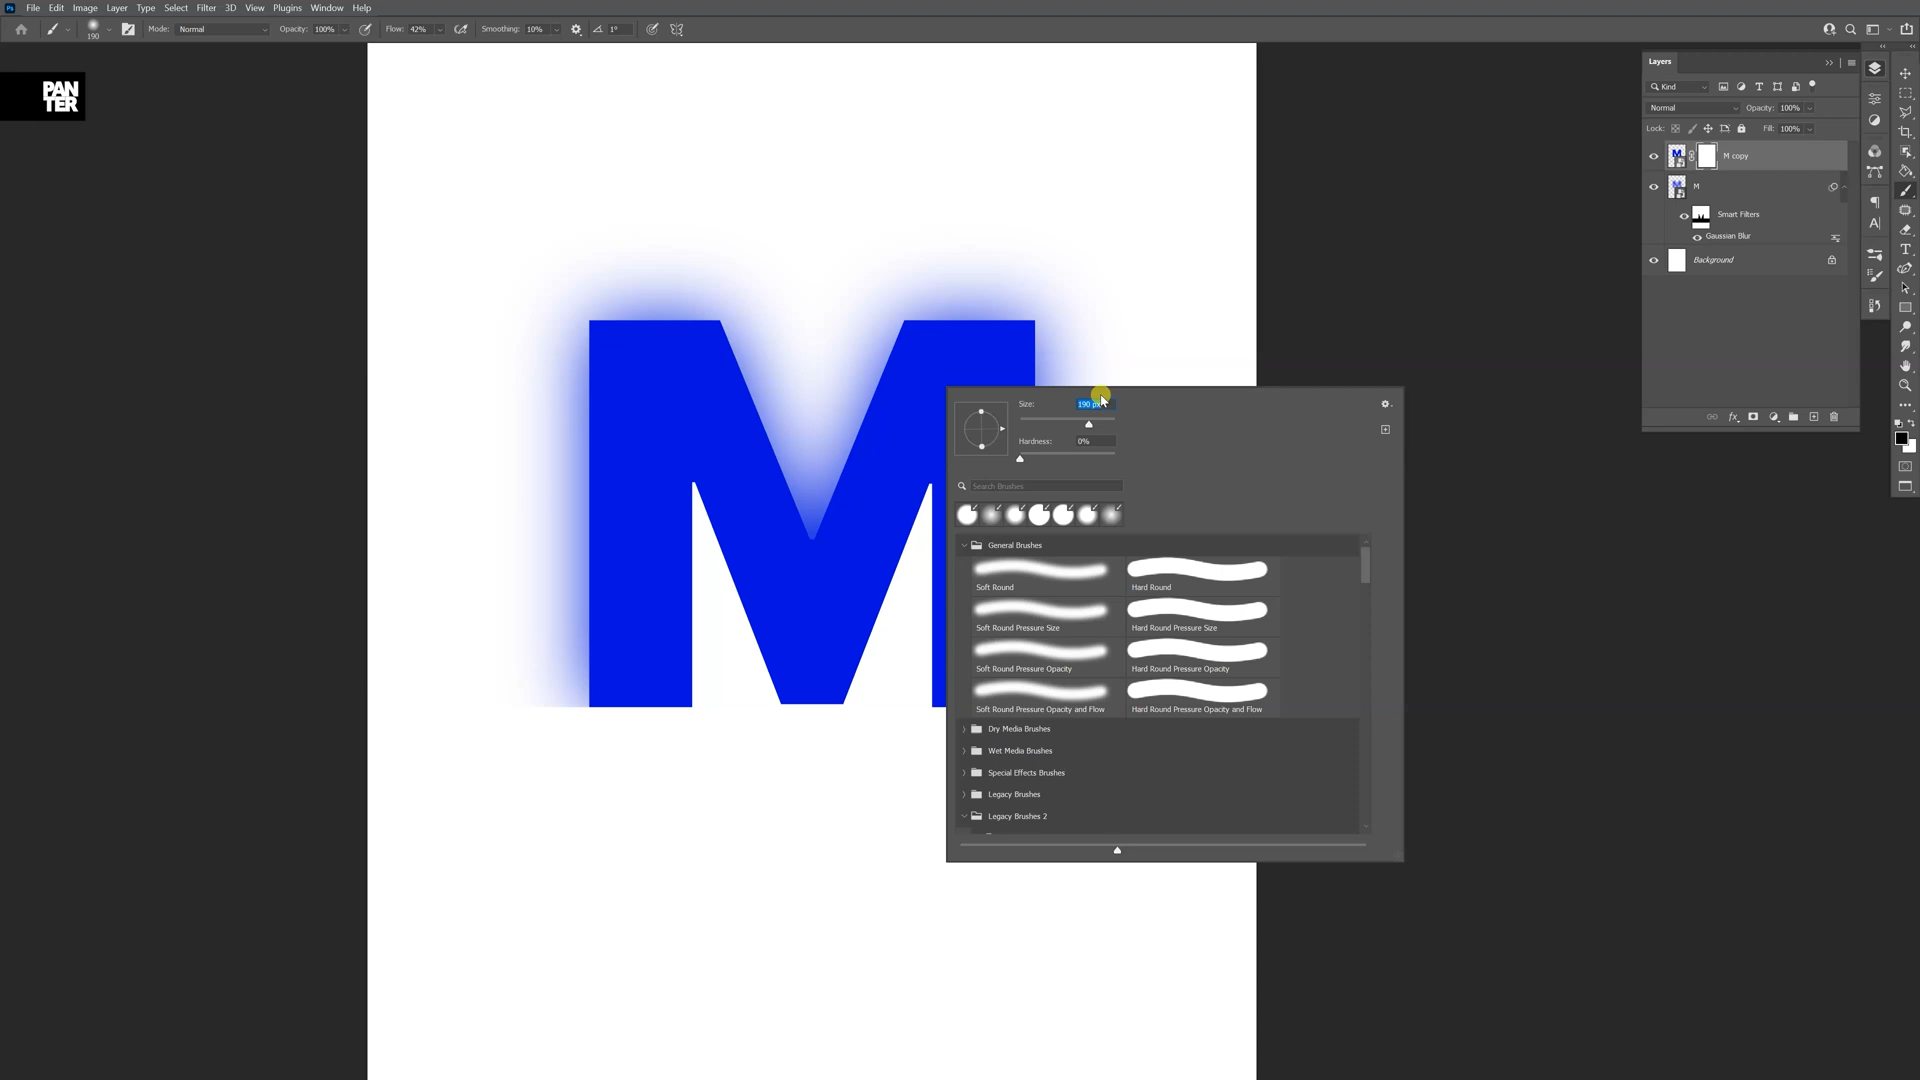 Ps File Edit Image Layer Type Select Filter 3D View Plugins Window Help
190 Mode: Normal Opacity: 100% Flow: 42% Smoothing: 10% 1°
PAN
TER
Layers
Kind
Normal Opacity: 100%
Lock: Fill: 100%
M copy
M
Smart Filters
Gaussian Blur
Background
fx
M
Size: 190 px
Hardness: 0%
Search Brushes
General Brushes
Soft Round Hard Round
Soft Round Pressure Size Hard Round Pressure Size
Soft Round Pressure Opacity Hard Round Pressure Opacity
Soft Round Pressure Opacity and Flow Hard Round Pressure Opacity and Flow
Dry Media Brushes
Wet Media Brushes
Special Effects Brushes
Legacy Brushes
Legacy Brushes 2